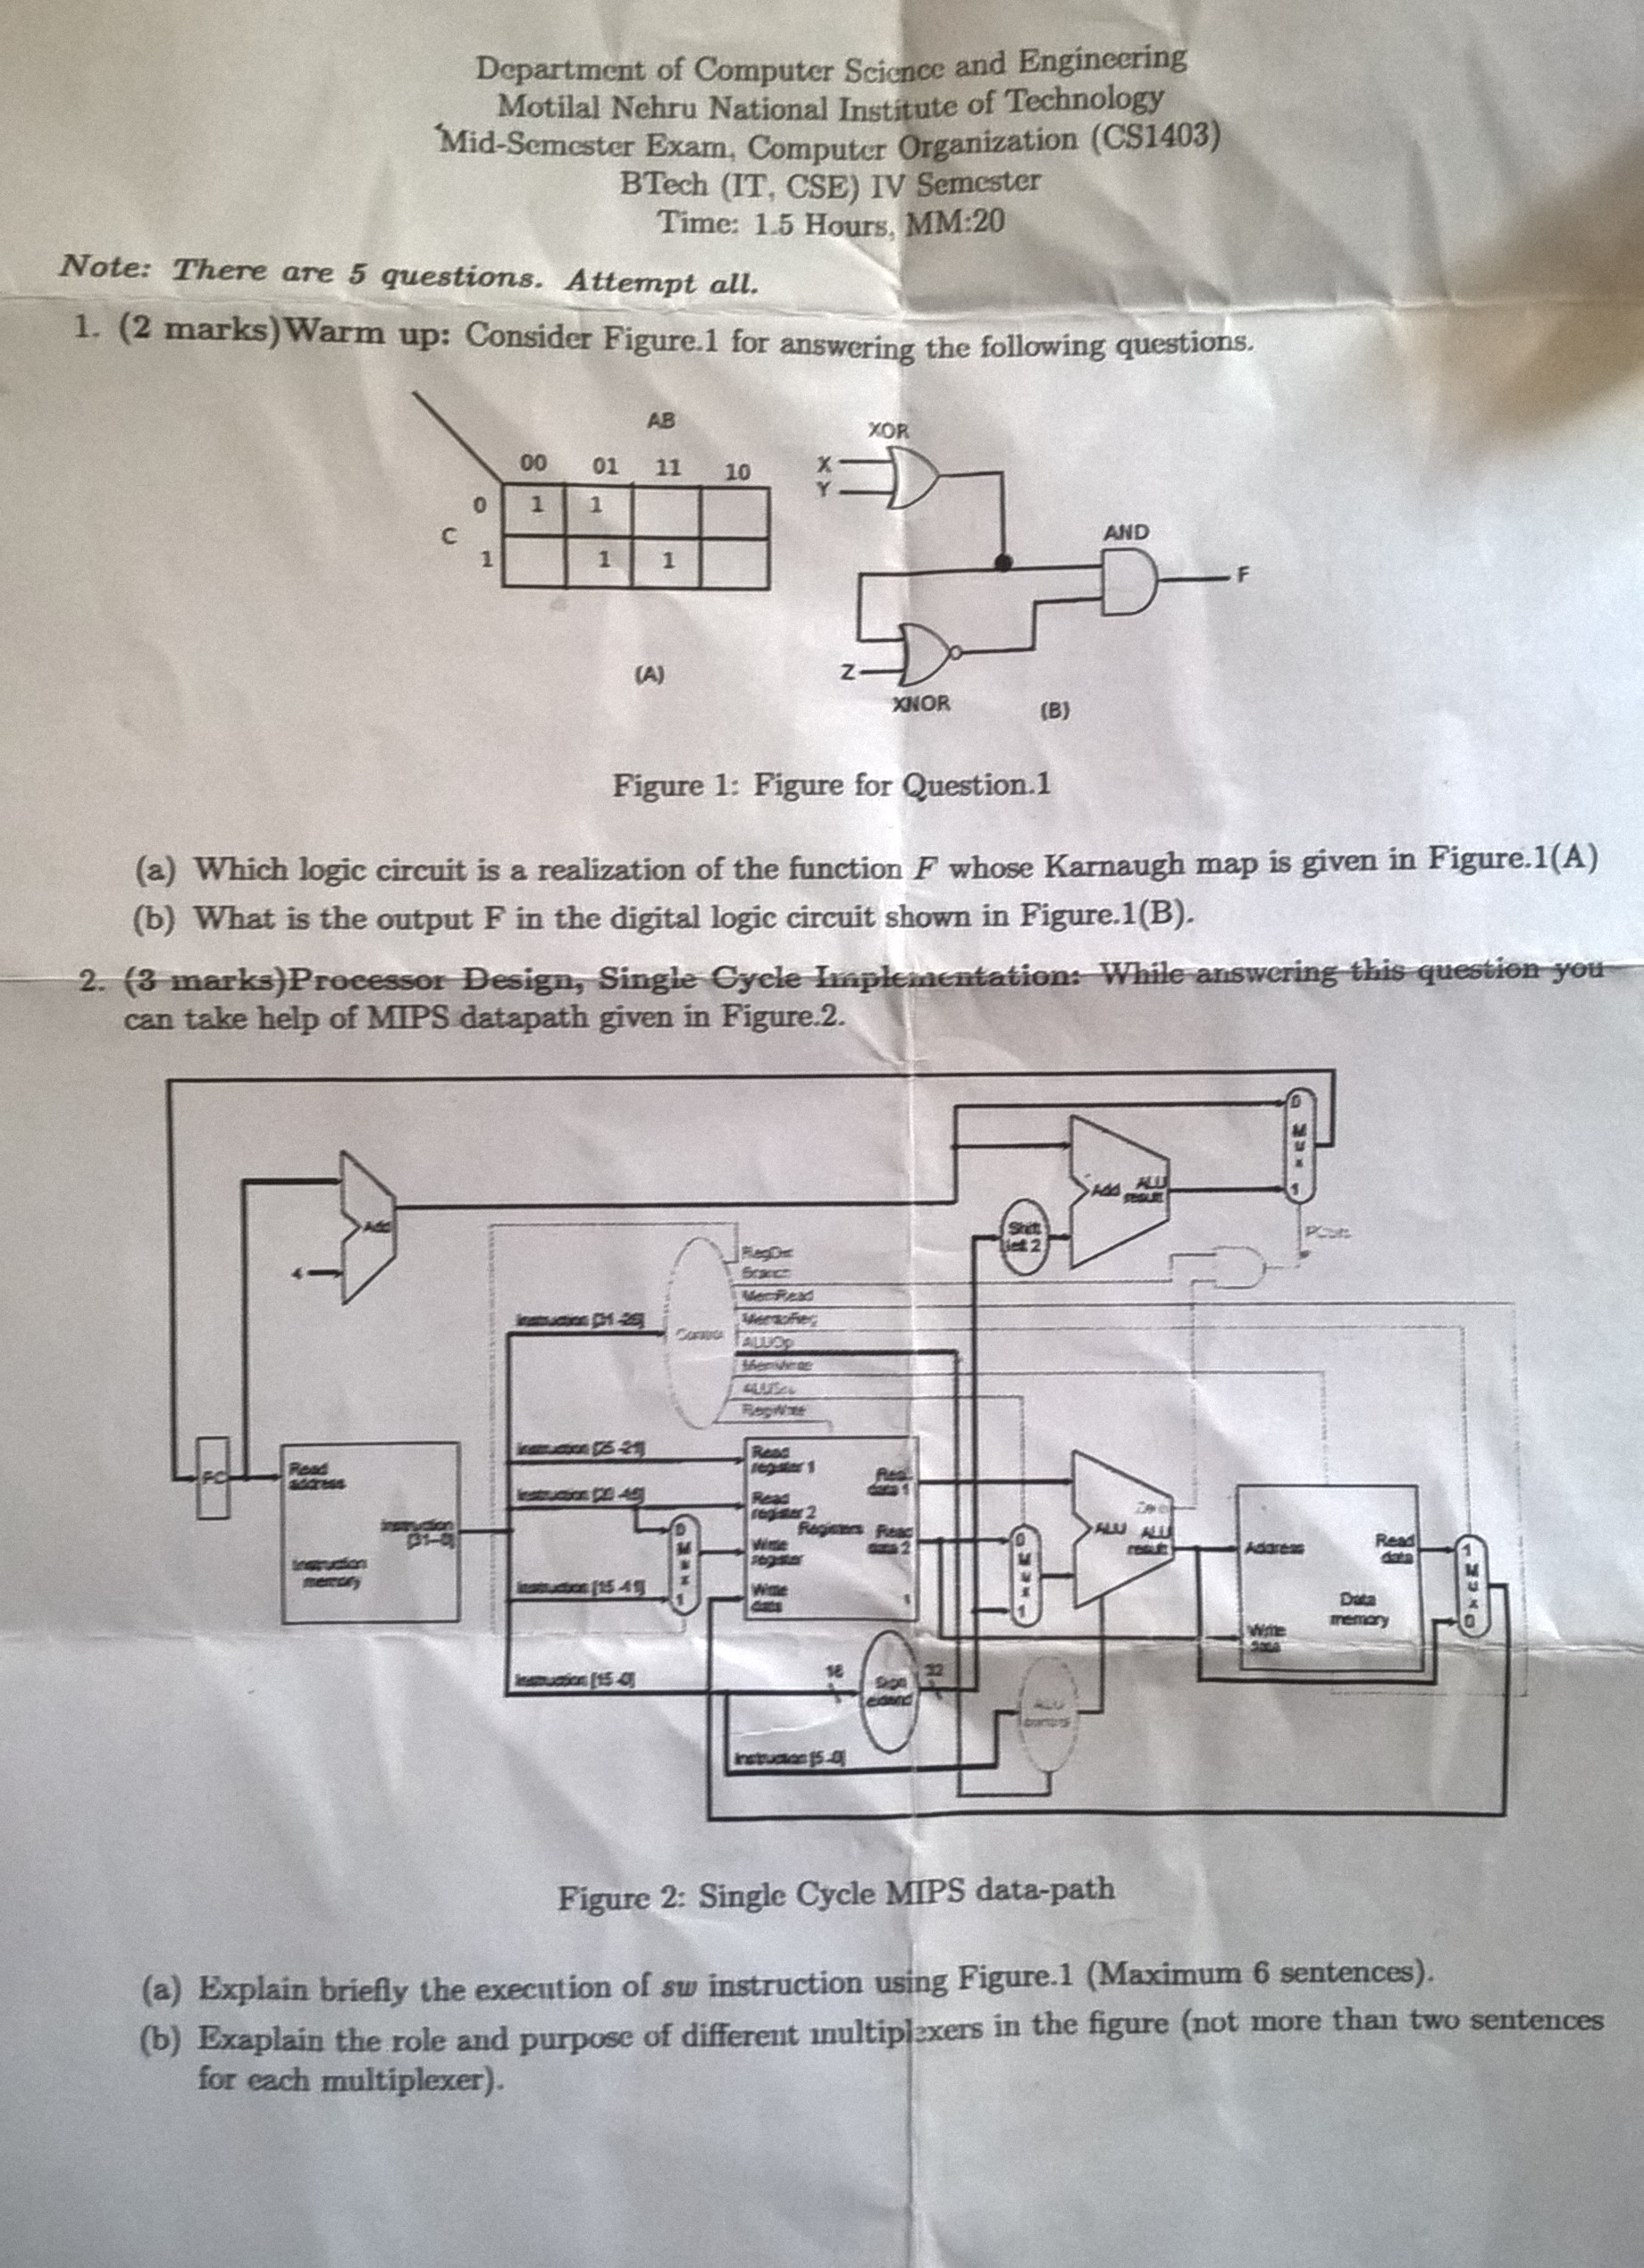 Department of Computer Science and Engineering
Motilal Nehru National Institute of Technology
Mid-Semester Exam, Computer Organization (CS1403)
BTech (IT, CSE) IV Semester
Time: 1.5 Hours, MM:20
Note: There are 5 questions. Attempt all.
1. (2 marks)Warm up: Consider Figure.1 for answering the following questions.
AB
00 01 11 10
C
0 1 1
1 1 1
(A)
XOR
X
Y
AND
F
Z
XNOR
(B)
Figure 1: Figure for Question.1
(a) Which logic circuit is a realization of the function F whose Karnaugh map is given in Figure.1(A)
(b) What is the output F in the digital logic circuit shown in Figure.1(B).
2. (3 marks)Processor Design, Single Cycle Implementation: While answering this question you
can take help of MIPS datapath given in Figure.2.
0
M
u
x
1
Add
ALU
result
Shift
left 2
Add
4
PCSrc
RegDst
Branch
MemRead
MemtoReg
ALUOp
MemWrite
ALUSrc
RegWrite
Control
Instruction [31-26]
Instruction [25-21]
Instruction [20-16]
Instruction [15-11]
Instruction [15-0]
Instruction [5-0]
PC
Read
address
Instruction
[31-0]
Instruction
memory
0
M
u
x
1
Read
register 1
Read
register 2
Write
register
Write
data
Registers
Read
data 1
Read
data 2
0
M
u
x
1
Zero
ALU
ALU
result
Address
Read
data
Data
memory
Write
data
1
M
u
x
0
16
Sign
extend
32
ALU
control
Figure 2: Single Cycle MIPS data-path
(a) Explain briefly the execution of sw instruction using Figure.1 (Maximum 6 sentences).
(b) Exaplain the role and purpose of different multiplexers in the figure (not more than two sentences
for each multiplexer).